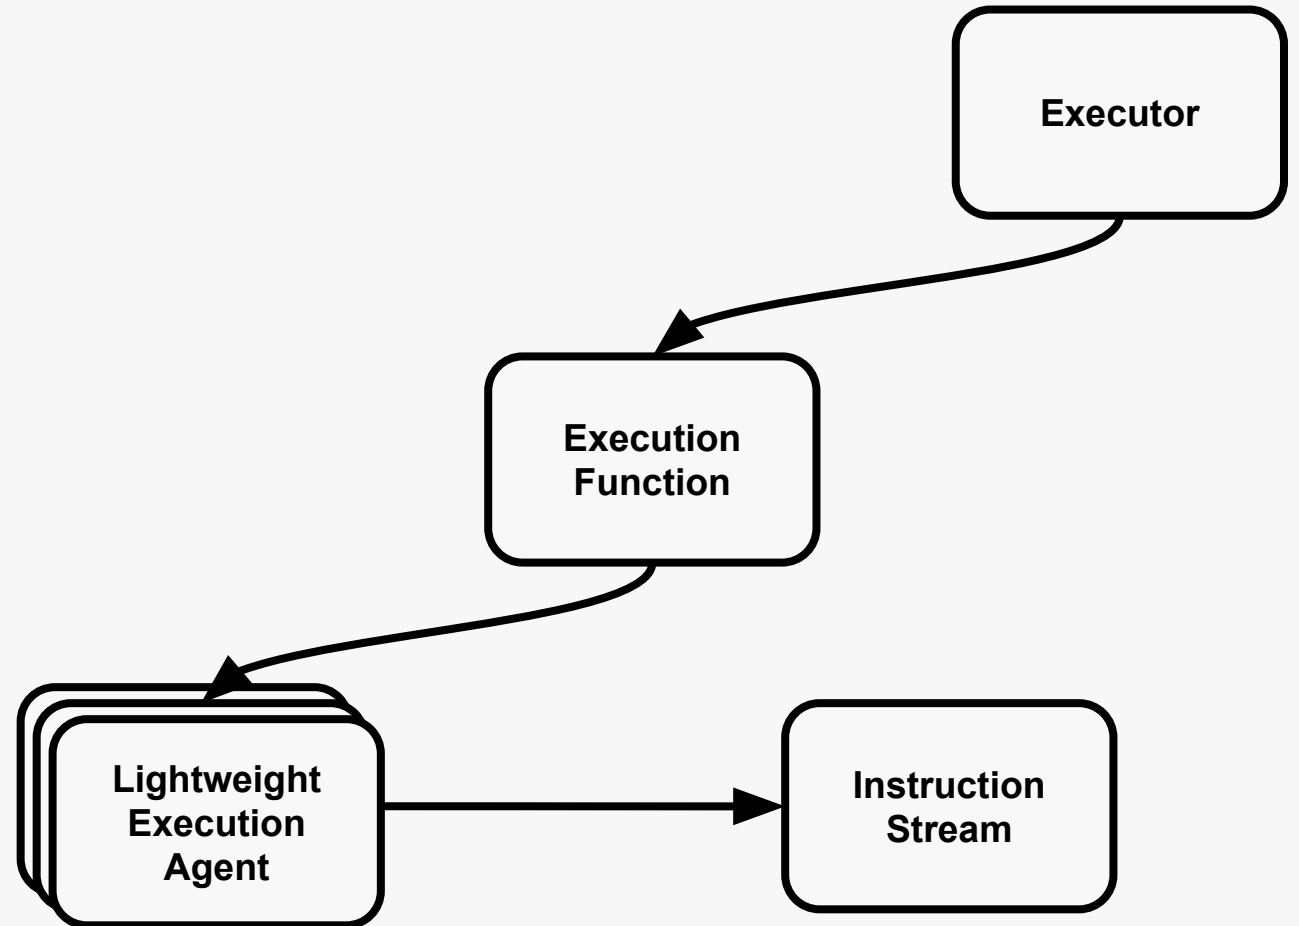 Executor
Execution
Function
Lightweight
Execution
Agent
Instruction
Stream